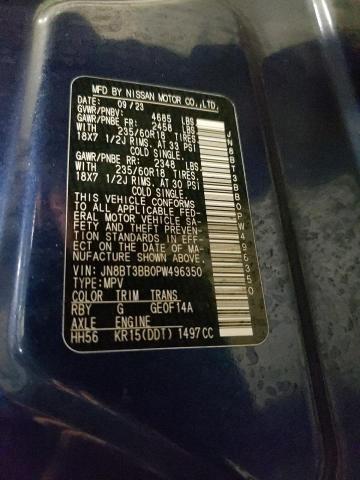 MFD BY NISSAN MOTOR CO.,LTD.
DATE: 09/23
GVWR/PNBV: 4685 LBS
GAWR/PNBE FR: 2458 LBS
WITH 235/60R18 TIRES,
18X7 1/2J RIMS, AT 33 PSI
COLD SINGLE.
GAWR/PNBE RR: 2348 LBS
WITH 235/60R18 TIRES,
18X7 1/2J RIMS, AT 30 PSI
COLD SINGLE.
THIS VEHICLE CONFORMS
TO ALL APPLICABLE FED-
ERAL MOTOR VEHICLE SA-
FETY AND THEFT PREVEN-
TION STANDARDS IN EFF-
ECT ON THE DATE OF MA-
NUFACTURE SHOWN ABOVE.
VIN: JN8BT3BB0PW496350
TYPE: MPV
COLOR TRIM TRANS
RBY G GE0F14A
AXLE ENGINE
HH56 KR15(DDT) 1497CC
JN8BT3BB0PW496350